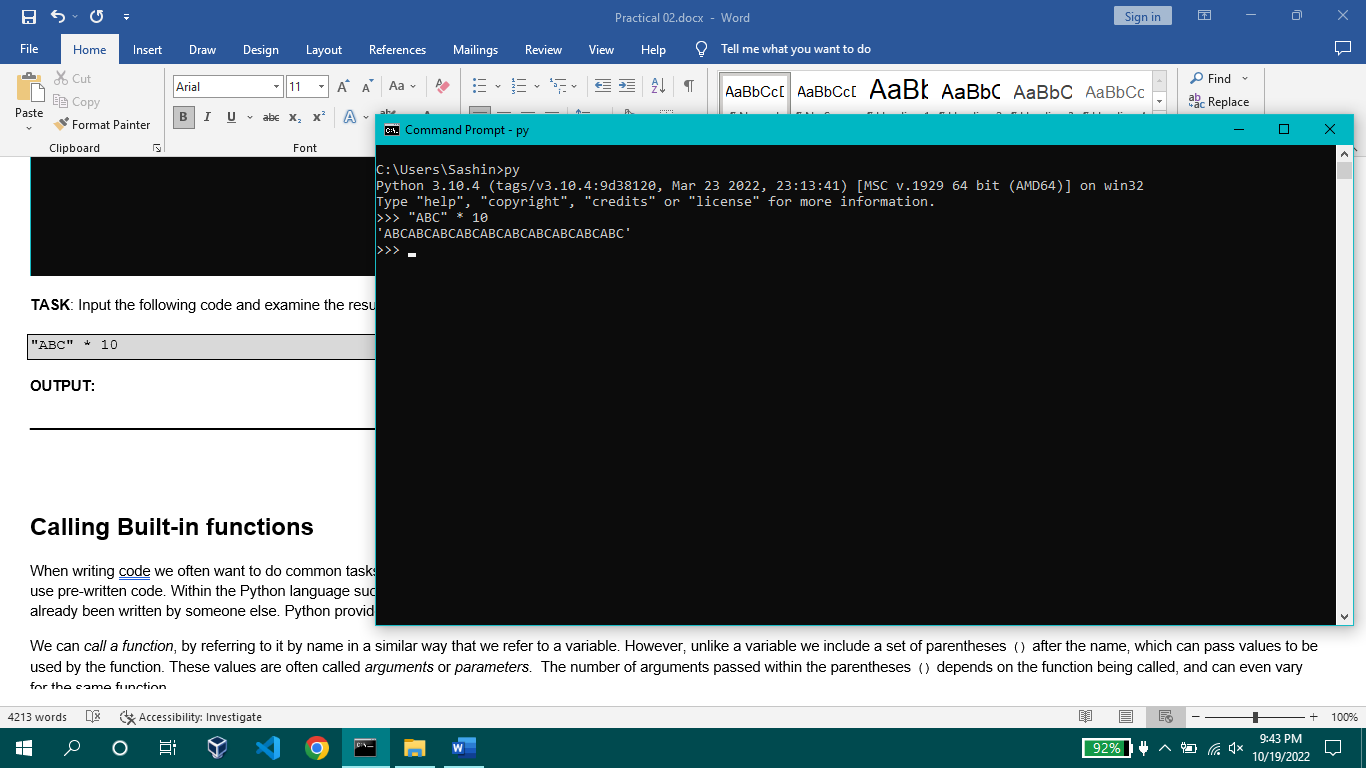 Practical 02.docx - Word
Sign in
File Home Insert Draw Design Layout References Mailings Review View Help Tell me what you want to do
Paste
Cut
Copy
Format Painter
Clipboard
Arial 11
Font
AaBbCcD AaBbCcD AaBb AaBbC AaBbCc AaBbCc
Find
Replace
Command Prompt - py
C:\Users\Sashin>py
Python 3.10.4 (tags/v3.10.4:9d38120, Mar 23 2022, 23:13:41) [MSC v.1929 64 bit (AMD64)] on win32
Type "help", "copyright", "credits" or "license" for more information.
>>> "ABC" * 10
'ABCABCABCABCABCABCABCABCABCABC'
>>>
TASK: Input the following code and examine the resu
"ABC" * 10
OUTPUT:
Calling Built-in functions
When writing code we often want to do common tasks
use pre-written code. Within the Python language suc
already been written by someone else. Python provid
We can call a function, by referring to it by name in a similar way that we refer to a variable. However, unlike a variable we include a set of parentheses () after the name, which can pass values to be
used by the function. These values are often called arguments or parameters. The number of arguments passed within the parentheses () depends on the function being called, and can even vary
for the same function
4213 words Accessibility: Investigate 100%
92%
9:43 PM
10/19/2022